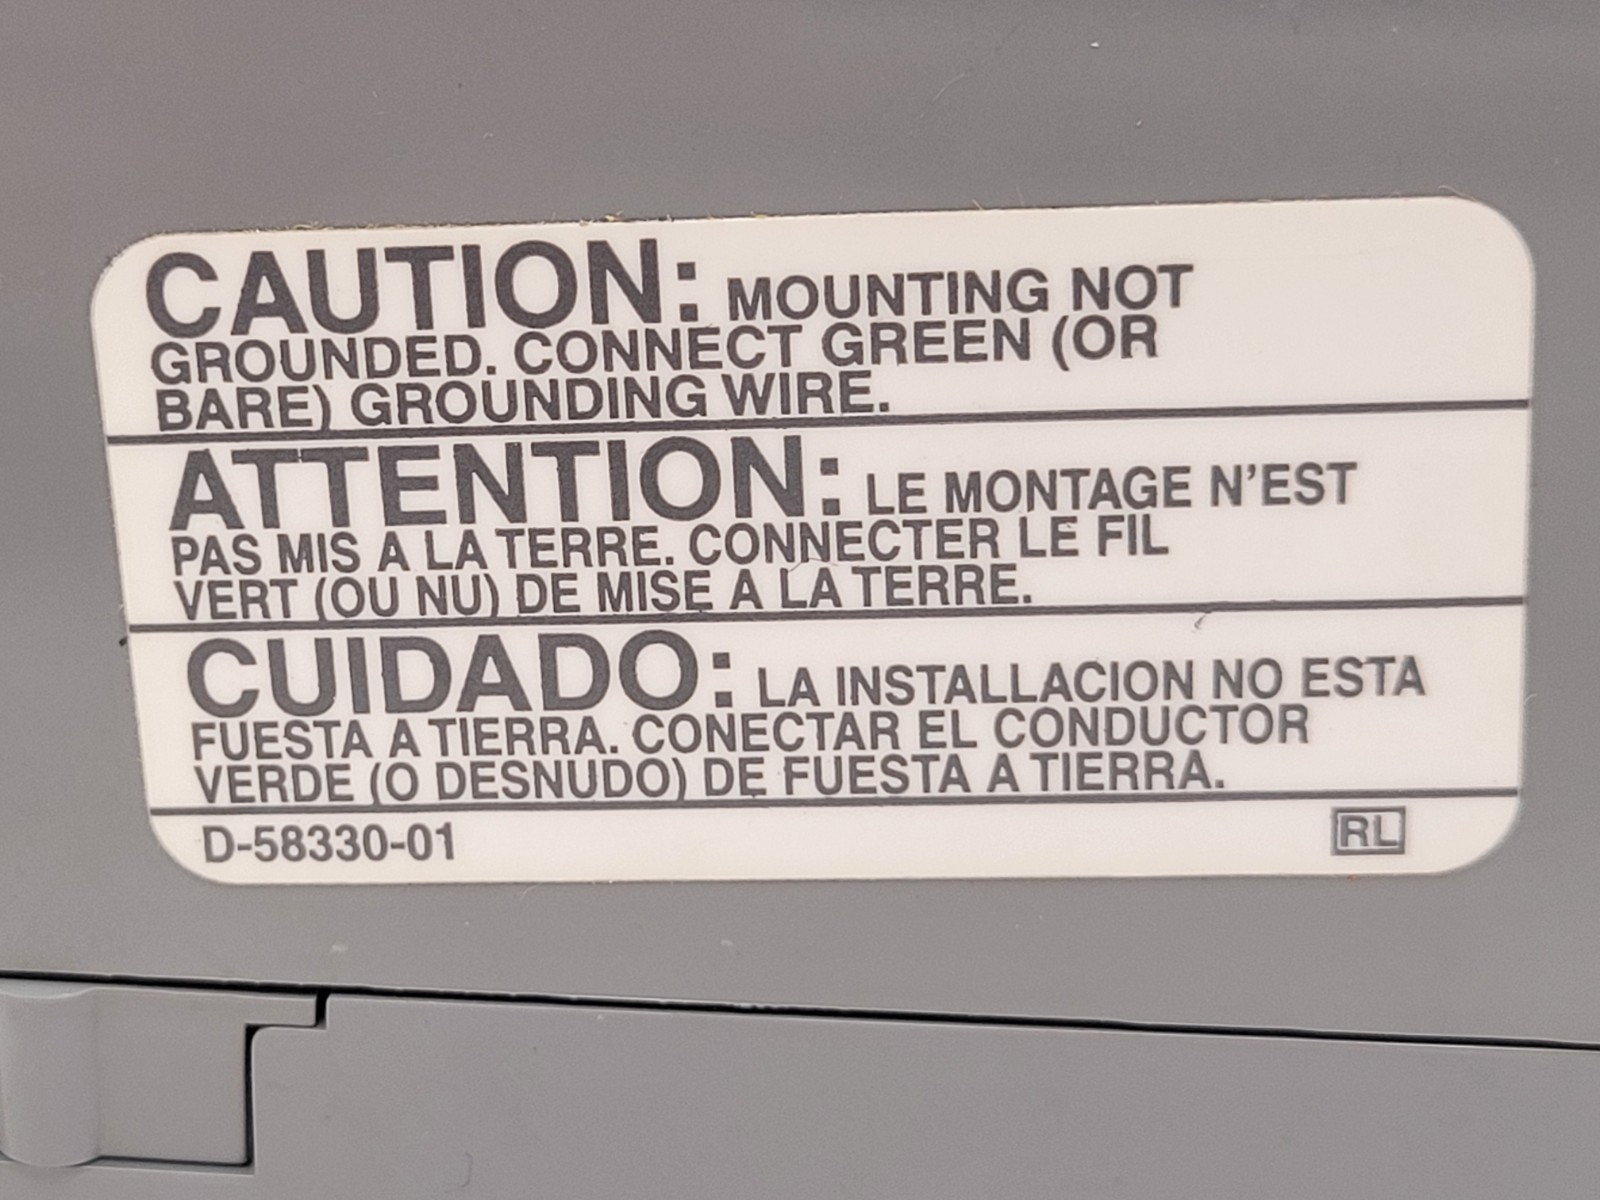 CAUTION: MOUNTING NOT
GROUNDED. CONNECT GREEN (OR
BARE) GROUNDING WIRE.
ATTENTION: LE MONTAGE N'EST
PAS MIS A LA TERRE. CONNECTER LE FIL
VERT (OU NU) DE MISE A LA TERRE.
CUIDADO: LA INSTALLACION NO ESTA
FUESTA A TIERRA. CONECTAR EL CONDUCTOR
VERDE (O DESNUDO) DE FUESTA A TIERRA.
D-58330-01
RL